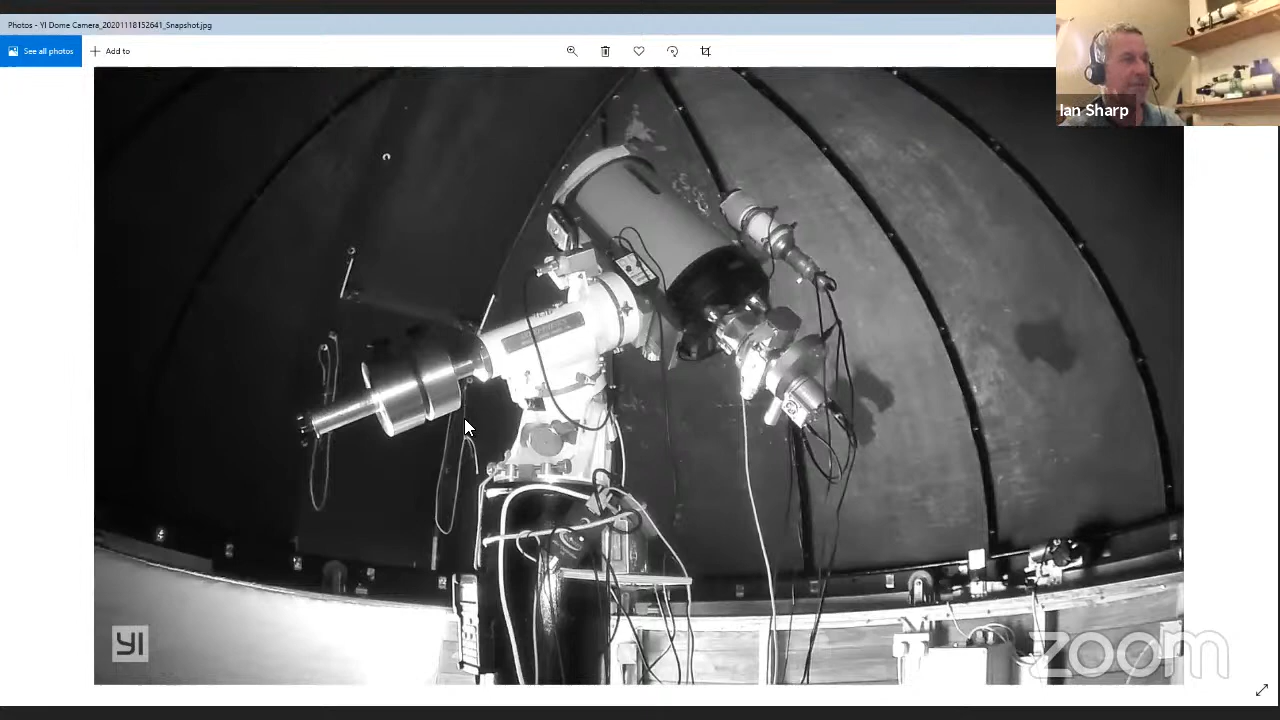 Photos - YI Dome Camera_20201118152641_Snapshot.jpg
See all photos
Add to
Ian Sharp
YI
zoom